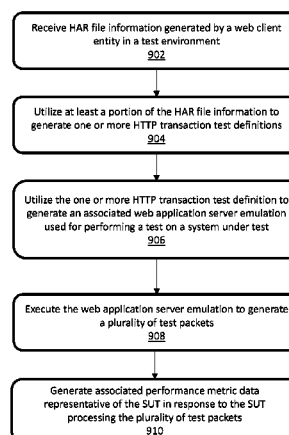 Receive HAR file information generated by a web client
entity in a test environment
902
Utilize at least a portion of the HAR file information to
generate one or more HTTP transaction test definitions
904
Utilize the one or more HTTP transaction test definition to
generate an associated web application server emulation
used for performing a test on a system under test
906
Execute the web application server emulation to generate
a plurality of test packets
908
Generate associated performance metric data
representative of the SUT in response to the SUT
processing the plurality of test packets
910